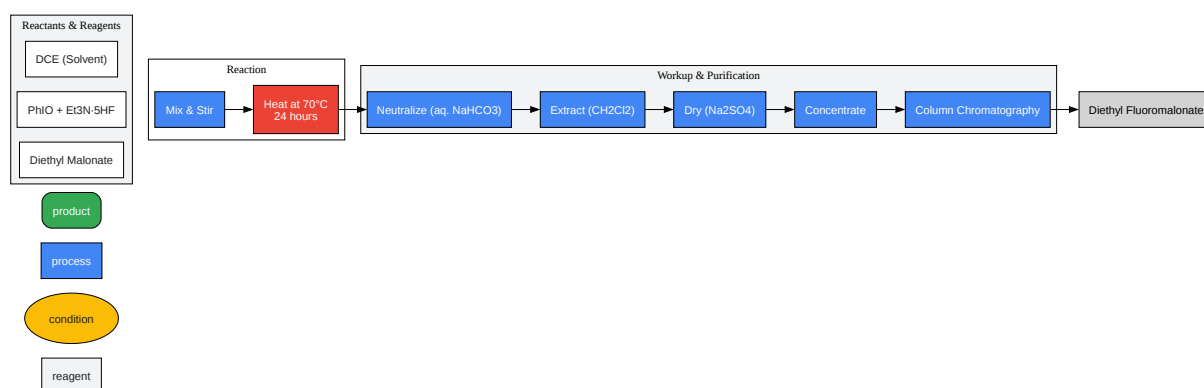 Reactants & Reagents
DCE (Solvent)
PhIO + Et3N·5HF
Diethyl Malonate
product
process
condition
reagent
Reaction
Mix & Stir
Heat at 70°C
24 hours
Workup & Purification
Neutralize (aq. NaHCO3)
Extract (CH2Cl2)
Dry (Na2SO4)
Concentrate
Column Chromatography
Diethyl Fluoromalonate